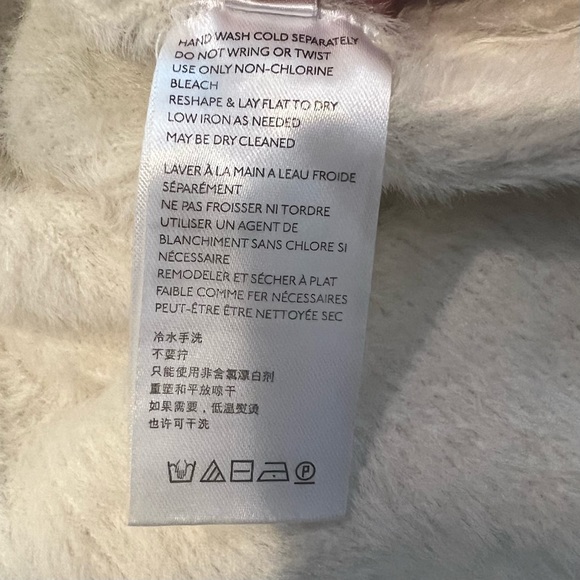 HAND WASH COLD SEPARATELY
DO NOT WRING OR TWIST
USE ONLY NON-CHLORINE
BLEACH
RESHAPE & LAY FLAT TO DRY
LOW IRON AS NEEDED
MAY BE DRY CLEANED
LAVER À LA MAIN A LEAU FROIDE
SÉPARÉMENT
NE PAS FROISSER NI TORDRE
UTILISER UN AGENT DE
BLANCHIMENT SANS CHLORE SI
NÉCESSAIRE
REMODELER ET SÉCHER À PLAT
FAIBLE COMME FER NÉCESSAIRES
PEUT-ÊTRE ÊTRE NETTOYÉE SEC
冷水手洗
不要拧
只能使用非含氯漂白剂
重塑和平放晾干
如果需要，低温熨烫
也许可干洗
P